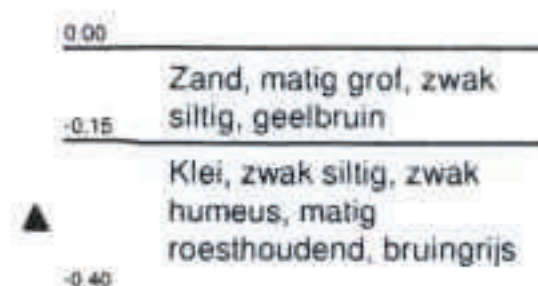 0.00
Zand, matig grof, zwak
siltig, geelbruin
-0.15
Klei, zwak siltig, zwak
humeus, matig
roesthoudend, bruingrijs
-0.40